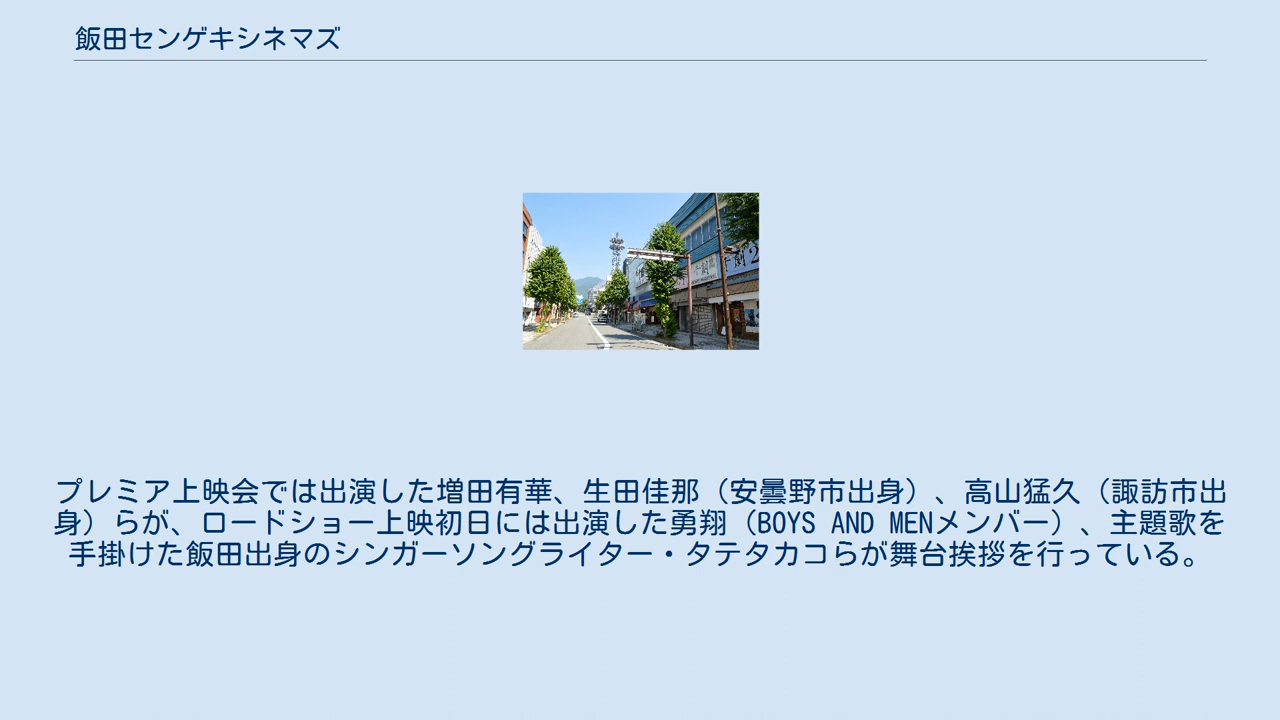 飯田センゲキシネマズ
プレミア上映会では出演した増田有華、生田佳那（安曇野市出身）、高山猛久（諏訪市出
身）らが、ロードショー上映初日には出演した勇翔（BOYS AND MENメンバー）、主題歌を
手掛けた飯田出身のシンガーソングライター・タテタカコらが舞台挨拶を行っている。